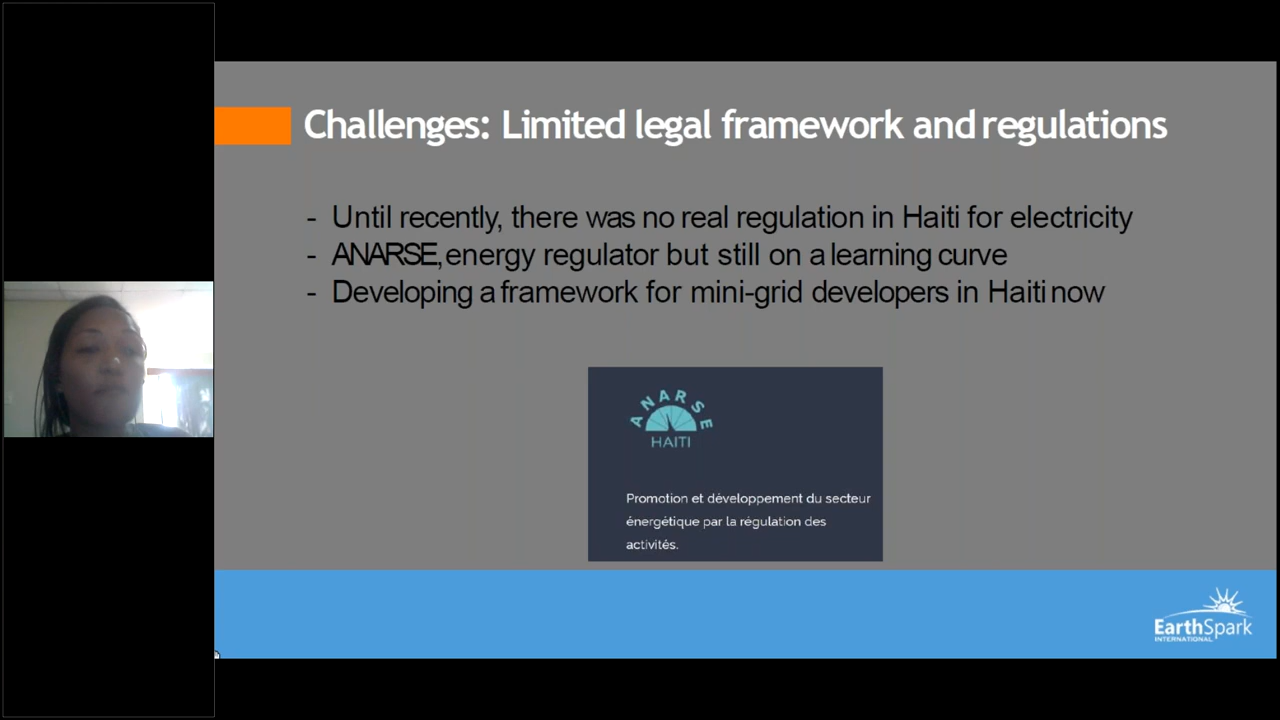 Challenges: Limited legal framework and regulations
- Until recently, there was no real regulation in Haiti for electricity
- ANARSE, energy regulator but still on a learning curve
- Developing a framework for mini-grid developers in Haiti now
ANARSE
HAITI
Promotion et développement du secteur
énergétique par la régulation des
activités.
EarthSpark
INTERNATIONAL